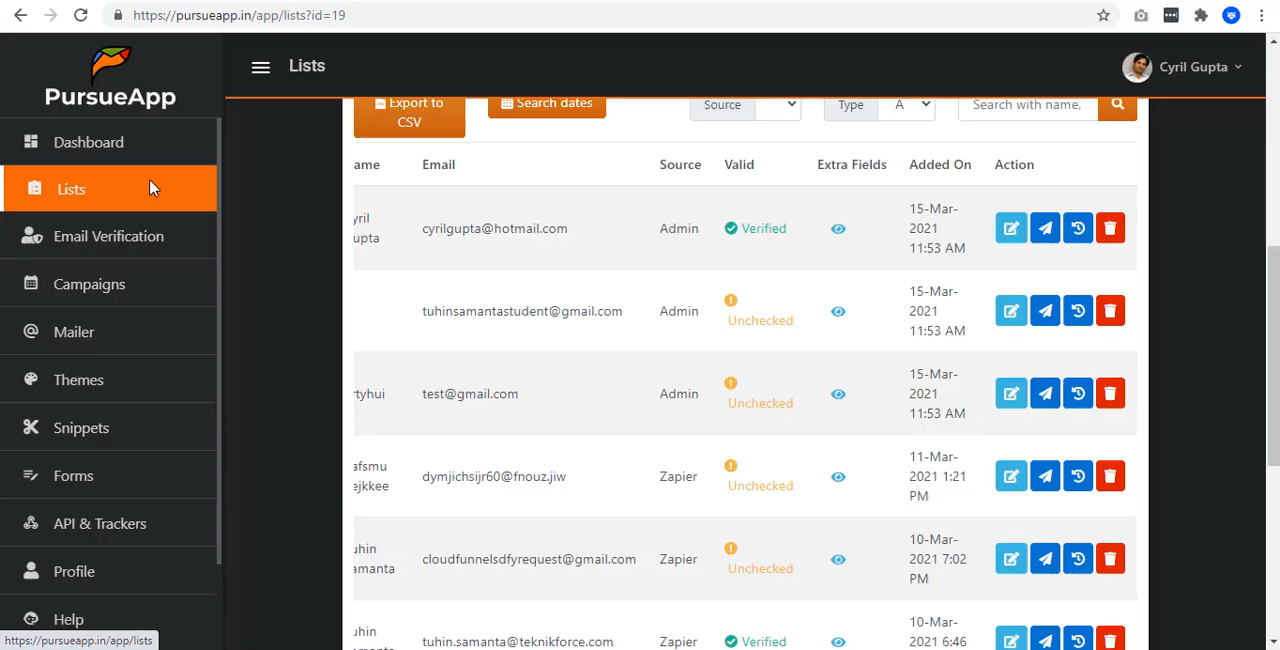 https://pursueapp.in/app/lists?id=19
PursueApp
Lists
Cyril Gupta
Dashboard
Lists
Email Verification
Campaigns
Mailer
Themes
Snippets
Forms
API & Trackers
Profile
Help
Export to
CSV
Search dates
Source
Type
A
Search with name,
ame
Email
Source
Valid
Extra Fields
Added On
Action
yril
upta
cyrilgupta@hotmail.com
Admin
Verified
15-Mar-
2021
11:53 AM
tuhinsamantastudent@gmail.com
Admin
Unchecked
15-Mar-
2021
11:53 AM
rtyhui
test@gmail.com
Admin
Unchecked
15-Mar-
2021
11:53 AM
afsmu
ejkkee
dymjichsijr60@fnouz.jiw
Zapier
Unchecked
11-Mar-
2021 1:21
PM
uhin
amanta
cloudfunnelsdfyrequest@gmail.com
Zapier
Unchecked
10-Mar-
2021 7:02
PM
uhin
tuhin.samanta@teknikforce.com
Zapier
Verified
10-Mar-
2021 6:46
https://pursueapp.in/app/lists